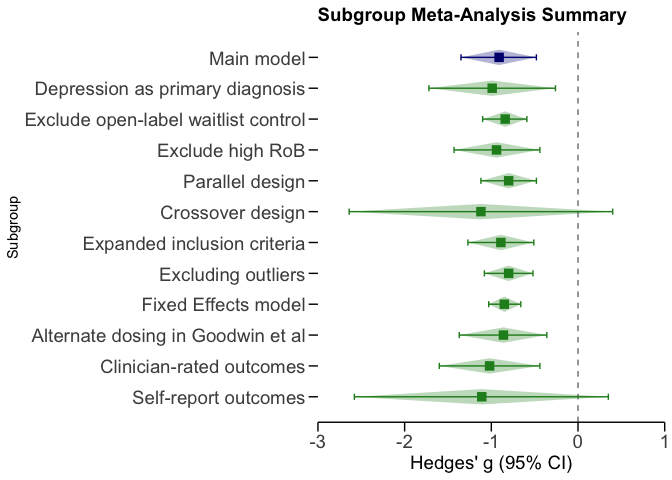 Subgroup Meta-Analysis Summary
Subgroup
Main model
Depression as primary diagnosis
Exclude open-label waitlist control
Exclude high RoB
Parallel design
Crossover design
Expanded inclusion criteria
Excluding outliers
Fixed Effects model
Alternate dosing in Goodwin et al
Clinician-rated outcomes
Self-report outcomes
-3 -2 -1 0 1
Hedges' g (95% CI)